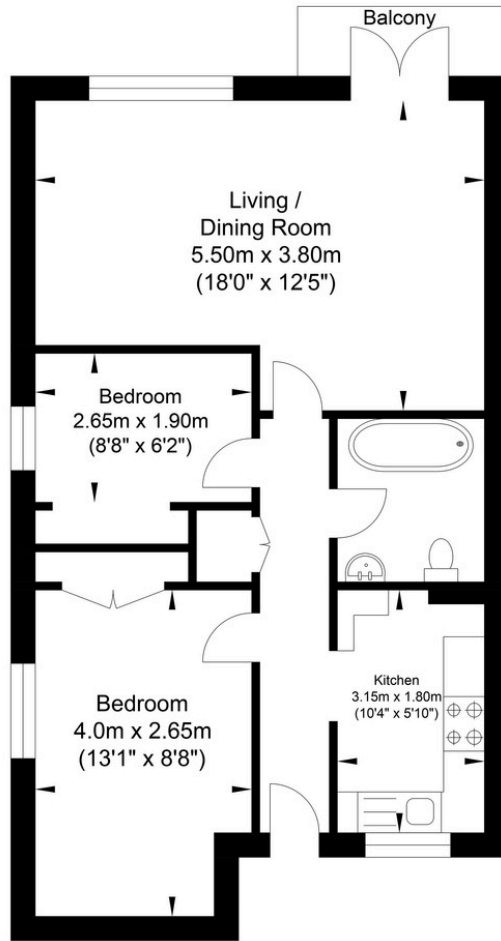 Balcony
Living /
Dining Room
5.50m x 3.80m
(18'0" x 12'5")
Bedroom
2.65m x 1.90m
(8'8" x 6'2")
Bedroom
4.0m x 2.65m
(13'1" x 8'8")
Kitchen
3.15m x 1.80m
(10'4" x 5'10")